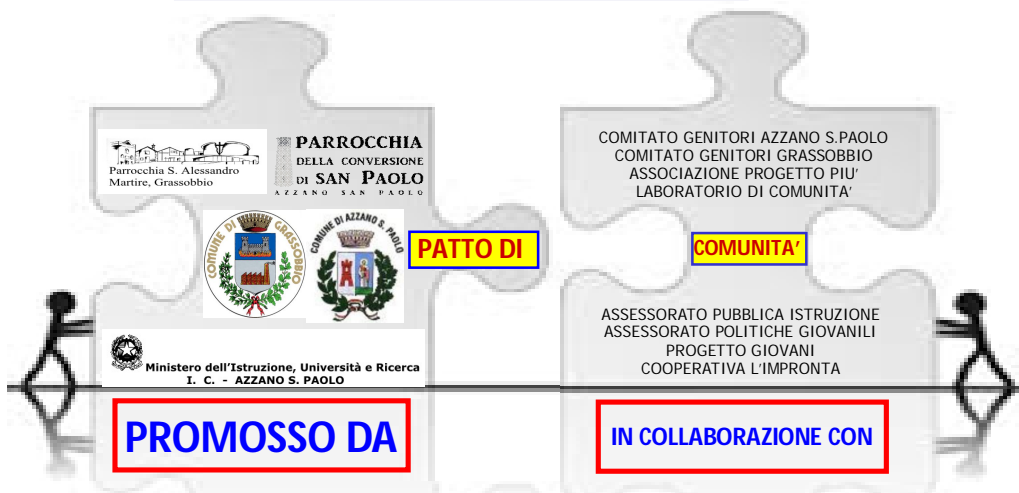 Parrocchia S. Alessandro
Martire, Grassobbio
PARROCCHIA
DELLA CONVERSIONE
DI SAN PAOLO
AZZANO SAN PAOLO
COMUNE DI GRASSOBBIO
COMUNE DI AZZANO S. PAOLO
PATTO DI
Ministero dell'Istruzione, Università e Ricerca
I. C. - AZZANO S. PAOLO
PROMOSSO DA
COMITATO GENITORI AZZANO S.PAOLO
COMITATO GENITORI GRASSOBBIO
ASSOCIAZIONE PROGETTO PIU'
LABORATORIO DI COMUNITA'
COMUNITA'
ASSESSORATO PUBBLICA ISTRUZIONE
ASSESSORATO POLITICHE GIOVANILI
PROGETTO GIOVANI
COOPERATIVA L'IMPRONTA
IN COLLABORAZIONE CON